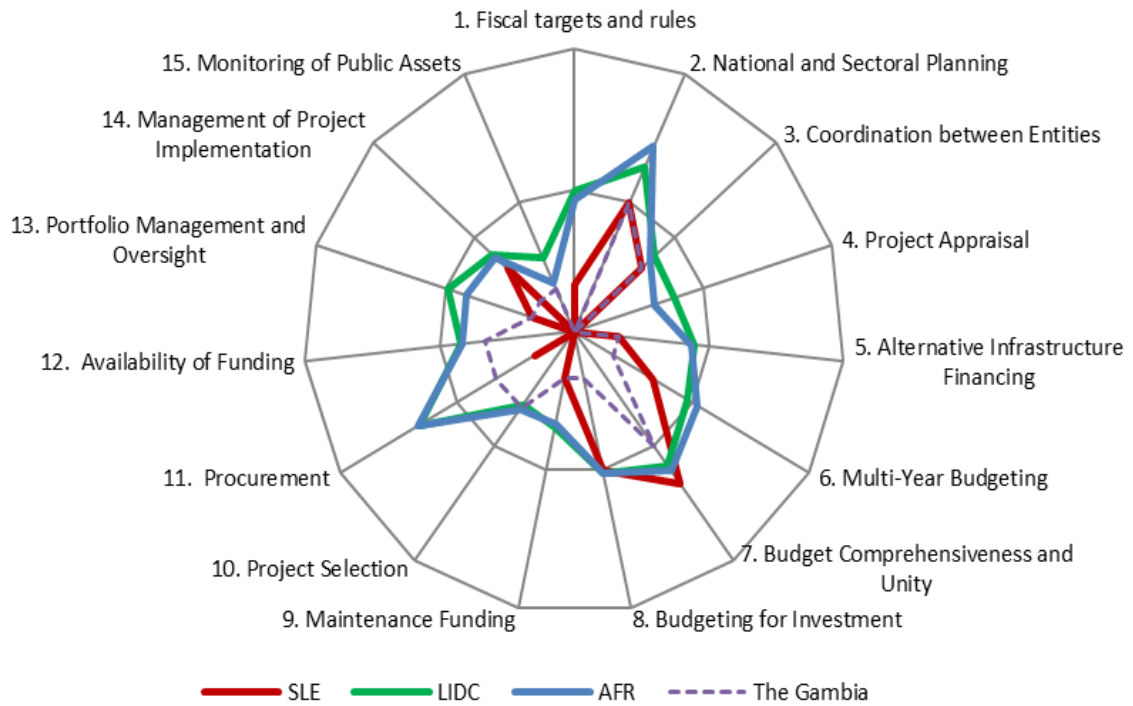 1. Fiscal targets and rules
2. National and Sectoral Planning
3. Coordination between Entities
4. Project Appraisal
5. Alternative Infrastructure
Financing
6. Multi-Year Budgeting
7. Budget Comprehensiveness and
Unity
8. Budgeting for Investment
9. Maintenance Funding
10. Project Selection
11. Procurement
12. Availability of Funding
13. Portfolio Management and
Oversight
14. Management of Project
Implementation
15. Monitoring of Public Assets
SLE
LIDC
AFR
The Gambia